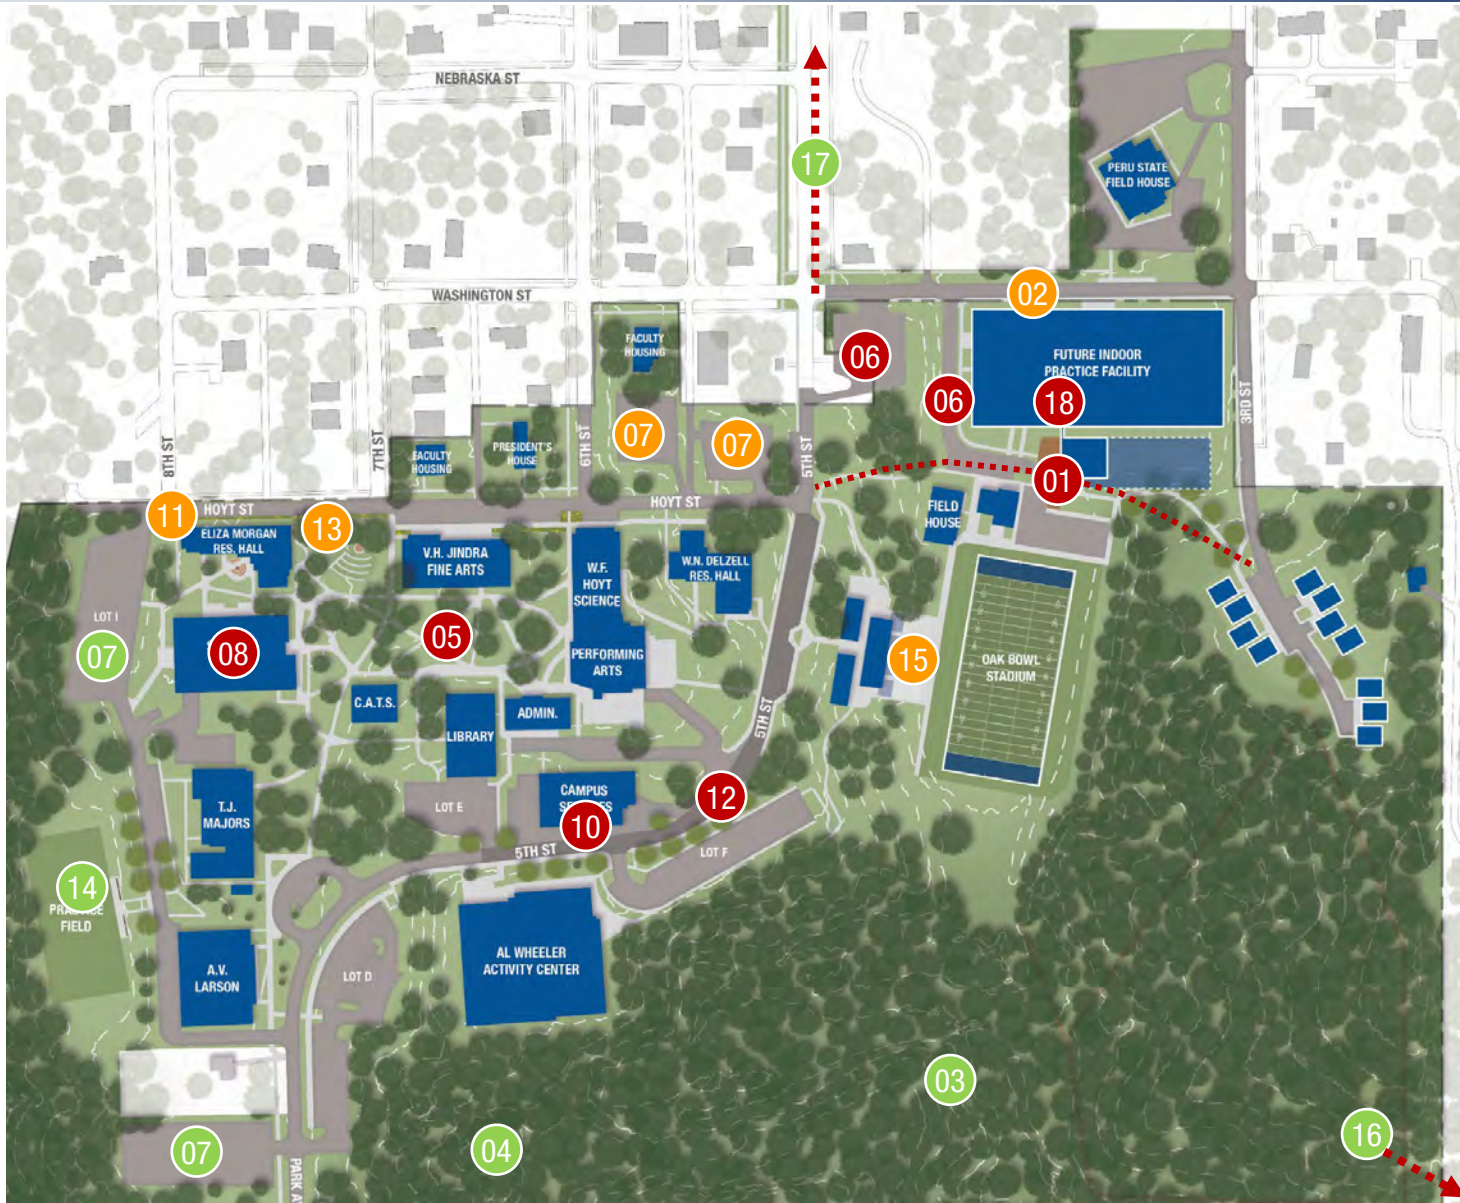 NEBRASKA ST
17
PERU STATE
FIELD HOUSE
WASHINGTON ST
02
FACULTY
HOUSING
06
FUTURE INDOOR
PRACTICE FACILITY
06
18
3RD ST
07
07
8TH ST
7TH ST
6TH ST
5TH ST
FACULTY
HOUSING
PRESIDENT'S
HOUSE
01
11
HOYT ST
13
HOYT ST
FIELD
HOUSE
ELIZA MORGAN
RES. HALL
V.H. JINDRA
FINE ARTS
W.F.
HOYT
SCIENCE
W.N. DELZELL
RES. HALL
LOT I
07
08
05
PERFORMING
ARTS
15
OAK BOWL
STADIUM
C.A.T.S.
ADMIN.
LIBRARY
5TH ST
T.J.
MAJORS
LOT E
CAMPUS
10
12
5TH ST
LOT F
14
FIELD
A.V.
LARSON
LOT D
AL WHEELER
ACTIVITY CENTER
03
04
07
16
PARK